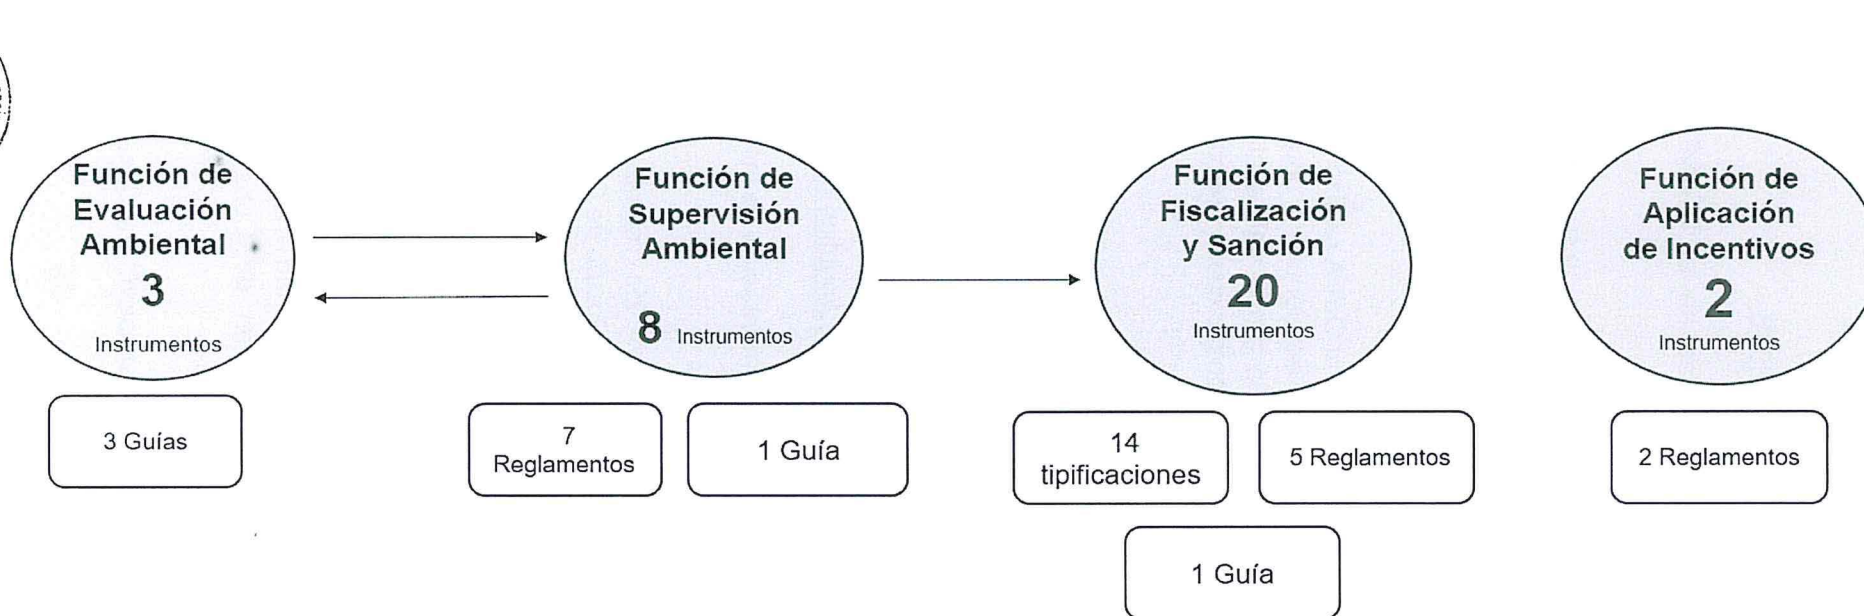 Función de
Evaluación
Ambiental
3
Instrumentos
3 Guías
Función de
Supervisión
Ambiental
8 Instrumentos
7
Reglamentos
1 Guía
Función de
Fiscalización
y Sanción
20
Instrumentos
14
tipificaciones
5 Reglamentos
1 Guía
Función de
Aplicación
de Incentivos
2
Instrumentos
2 Reglamentos